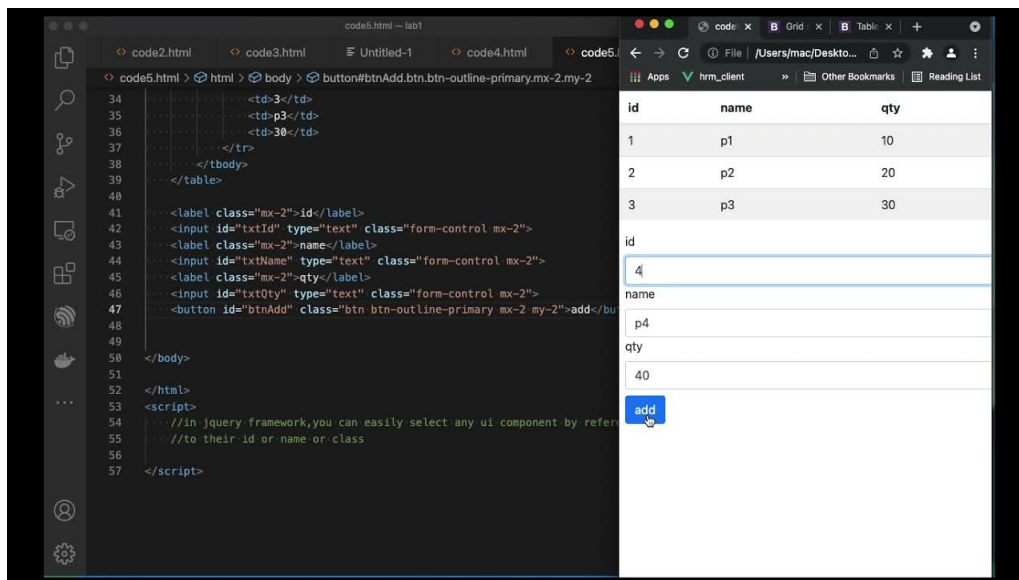 code5.html — lab1
code2.html
code3.html
Untitled-1
code4.html
code5.
code5.html > html > body > button#btnAdd.btn.btn-outline-primary.mx-2.my-2
34 <td>3</td>
35 <td>p3</td>
36 <td>30</td>
37 </tr>
38 </tbody>
39 </table>
40
41 <label class="mx-2">id</label>
42 <input id="txtId" type="text" class="form-control mx-2">
43 <label class="mx-2">name</label>
44 <input id="txtName" type="text" class="form-control mx-2">
45 <label class="mx-2">qty</label>
46 <input id="txtQty" type="text" class="form-control mx-2">
47 <button id="btnAdd" class="btn btn-outline-primary mx-2 my-2">add</bu
48
49
50 </body>
51
52 </html>
53 <script>
54 //in jquery framework,you can easily select any ui component by refere
55 //to their id or name or class
56
57 </script>
code
B Grid
B Table
File | /Users/mac/Deskto...
Apps
hrm_client
»
Other Bookmarks
Reading List
id name qty
1 p1 10
2 p2 20
3 p3 30
id
4
name
p4
qty
40
add